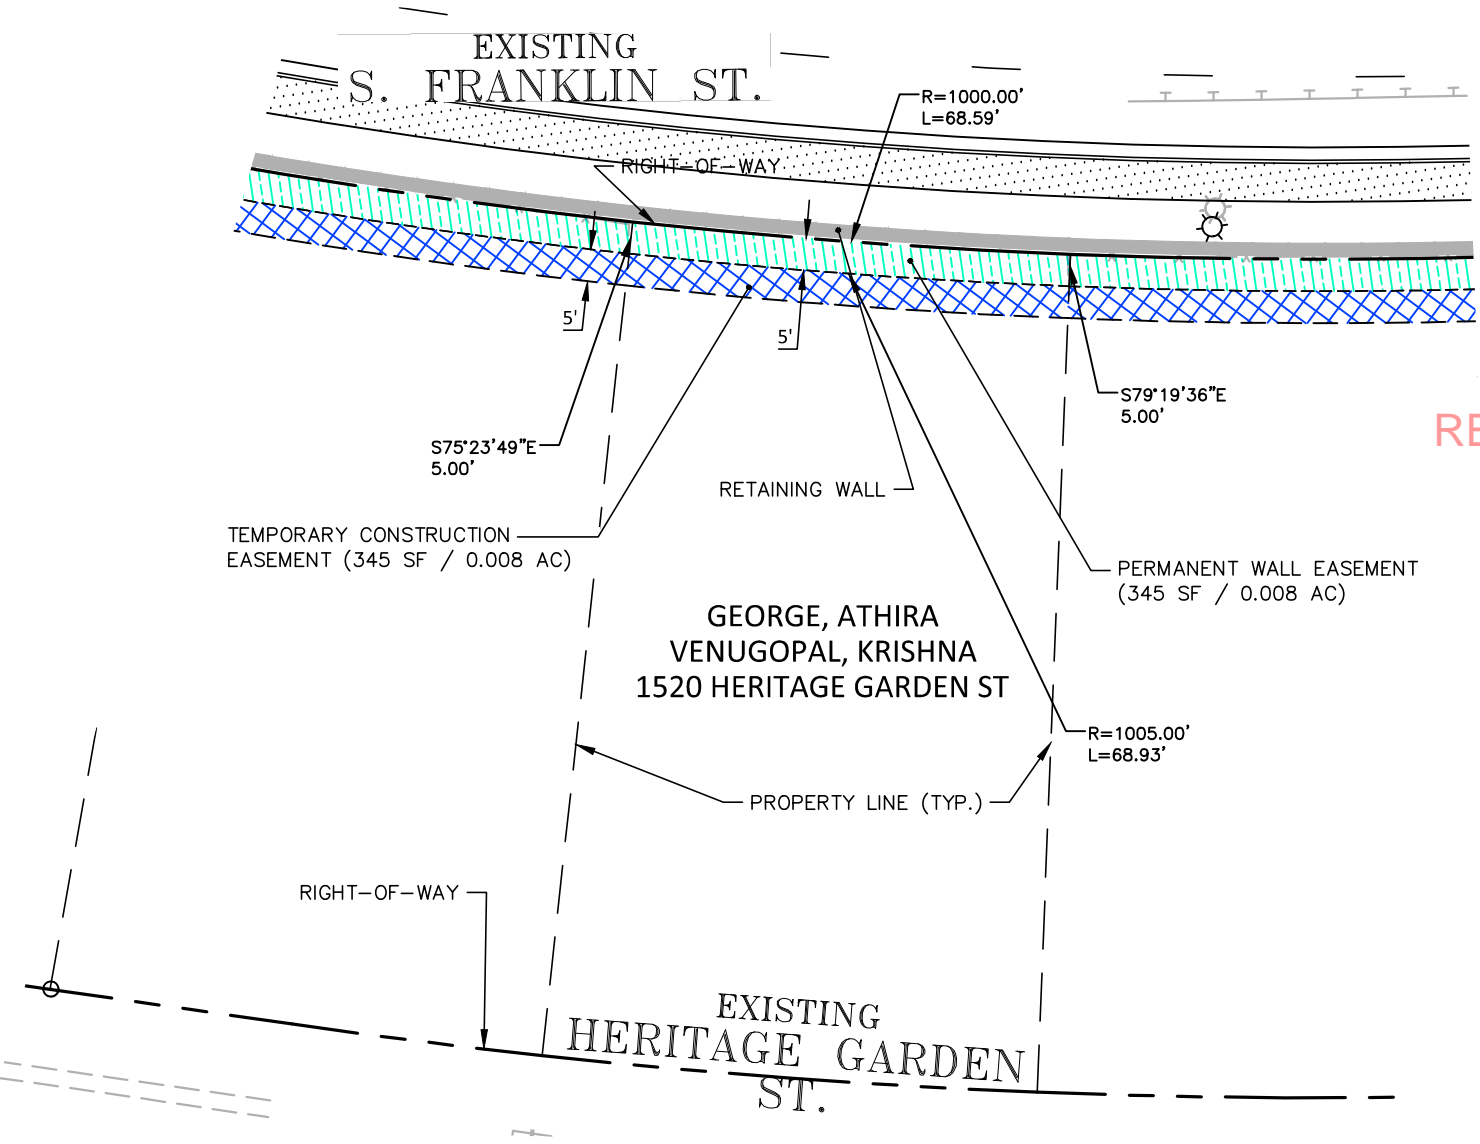 EXISTING
S. FRANKLIN ST.
R=1000.00'
L=68.59'
RIGHT-OF-WAY
5'
5'
S79°19'36"E
5.00'
RE
S75°23'49"E
5.00'
RETAINING WALL
TEMPORARY CONSTRUCTION
EASEMENT (345 SF / 0.008 AC)
PERMANENT WALL EASEMENT
(345 SF / 0.008 AC)
GEORGE, ATHIRA
VENUGOPAL, KRISHNA
1520 HERITAGE GARDEN ST
R=1005.00'
L=68.93'
PROPERTY LINE (TYP.)
RIGHT-OF-WAY
EXISTING
HERITAGE GARDEN
ST.